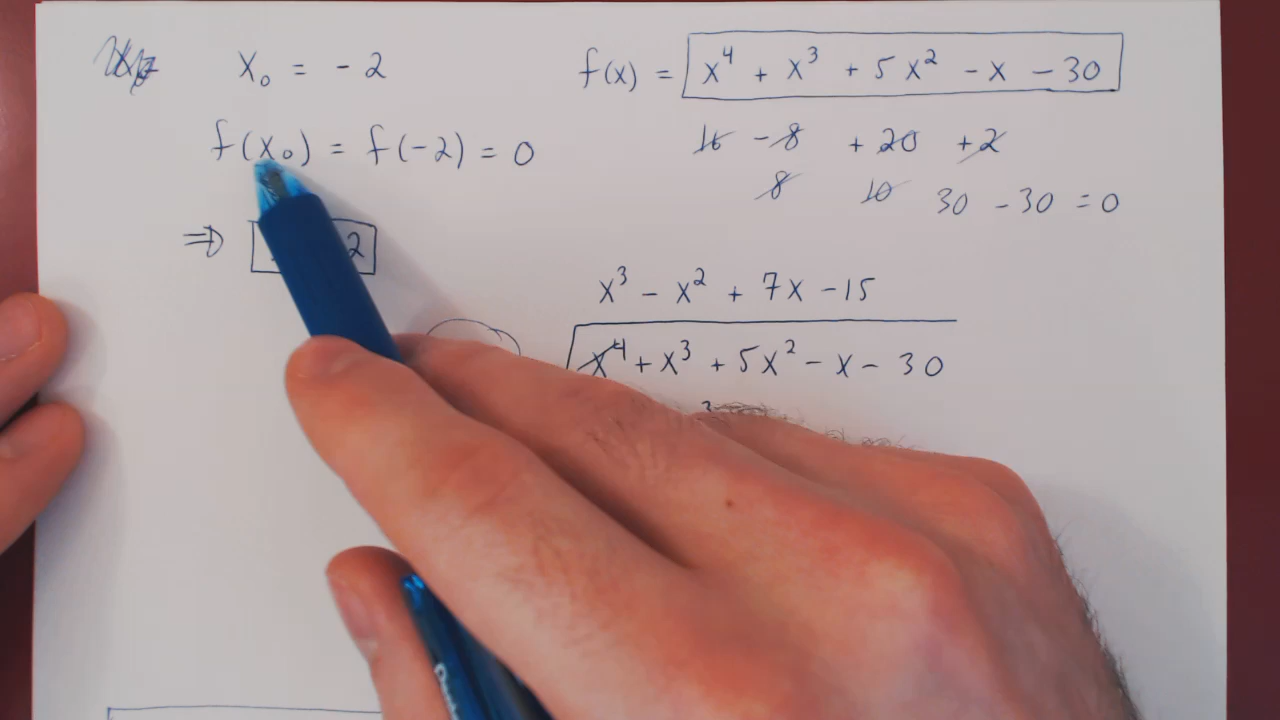 x₀ = - 2
f(x₀) = f(-2) = 0
⇒ 2
f(x) = x⁴ + x³ + 5x² - x - 30
16 - 8 + 20 + 2
8 10 30 - 30 = 0
x³ - x² + 7x - 15
x⁴ + x³ + 5x² - x - 30